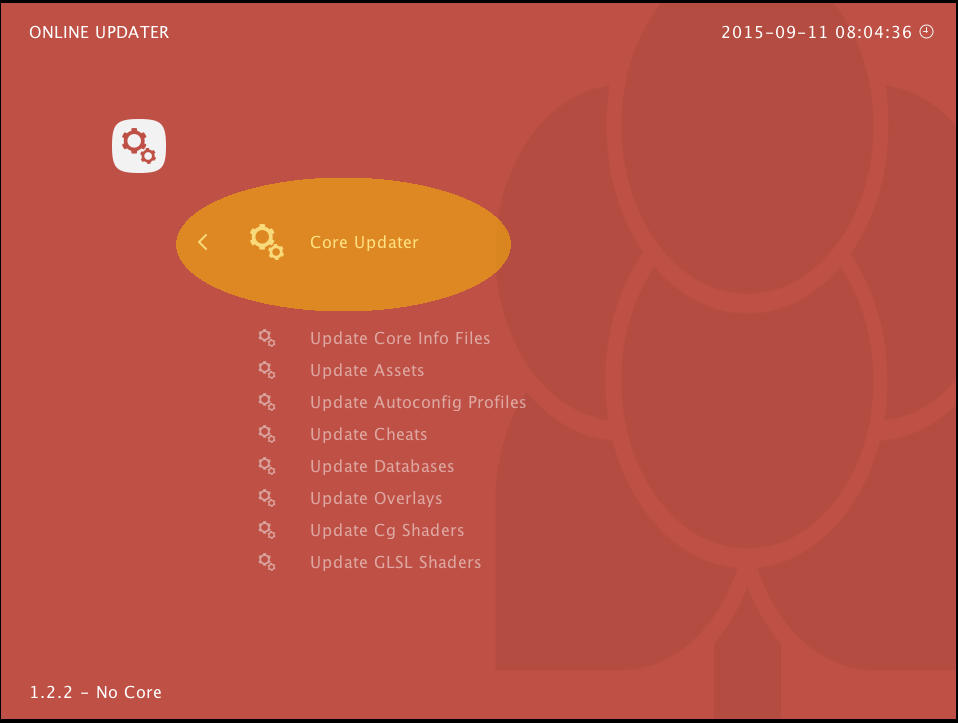 ONLINE UPDATER
2015-09-11 08:04:36
Core Updater
Update Core Info Files
Update Assets
Update Autoconfig Profiles
Update Cheats
Update Databases
Update Overlays
Update Cg Shaders
Update GLSL Shaders
1.2.2 - No Core